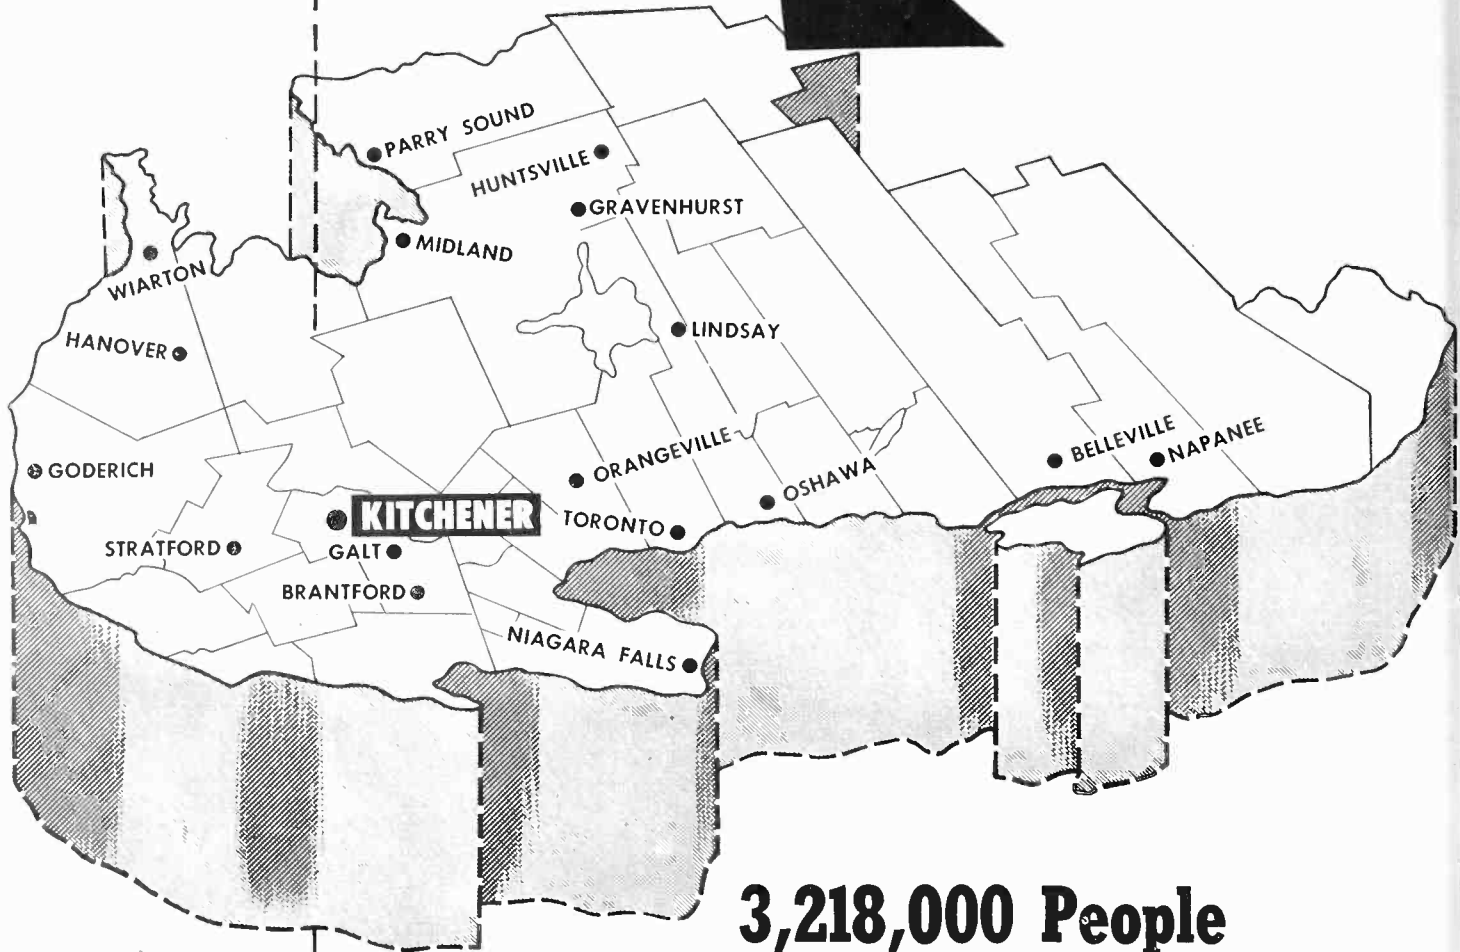 PARRY SOUND
HUNTSVILLE
GRAVENHURST
MIDLAND
WIARTON
LINDSAY
HANOVER
BELLEVILLE
NAPANEE
ORANGEVILLE
GODERICH
OSHAWA
KITCHENER
TORONTO
STRATFORD
GALT
BRANTFORD
NIAGARA FALLS
3,218,000 People